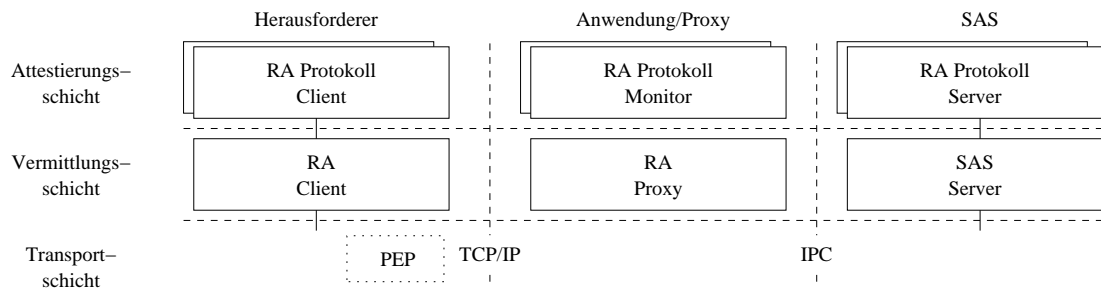 Herausforderer Anwendung/Proxy SAS
Attestierungs–
schicht
RA Protokoll
Client
RA Protokoll
Monitor
RA Protokoll
Server
Vermittlungs–
schicht
RA
Client
RA
Proxy
SAS
Server
Transport–
schicht
PEP
TCP/IP
IPC